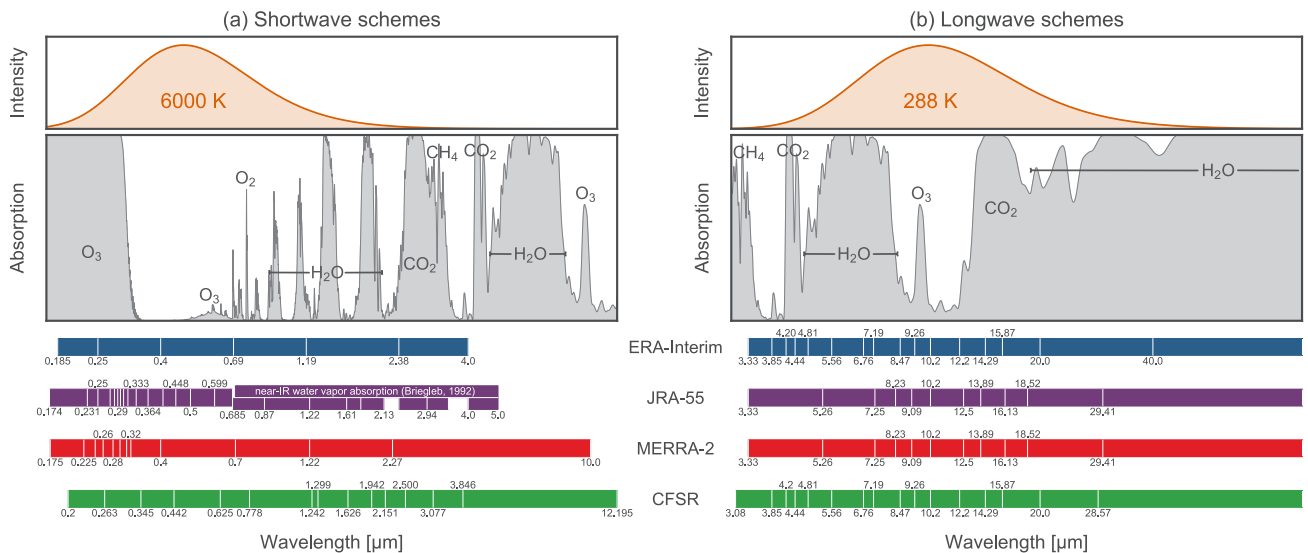 (a) Shortwave schemes
(b) Longwave schemes
Intensity
6000 K
Intensity
288 K
Absorption
O3
O3
O2
H2O
CO2
CH4
CO2
H2O
O3
Absorption
CH4
CO2
H2O
O3
CO2
H2O
ERA-Interim
0.185 0.25 0.4 0.69 1.19 2.38 4.0
4.20 4.81 7.19 9.26 15.87
3.33 3.85 4.44 5.56 6.76 8.47 10.2 12.2 14.29 20.0 40.0
JRA-55
0.25 0.333 0.448 0.599
near-IR water vapor absorption (Briegleb, 1992)
0.174 0.231 0.29 0.364 0.5 0.685 0.87 1.22 1.61 2.13 2.94 4.0 5.0
8.23 10.2 13.89 18.52
3.33 5.26 7.25 9.09 12.5 16.13 29.41
MERRA-2
0.26 0.32
0.175 0.225 0.28 0.4 0.7 1.22 2.27 10.0
8.23 10.2 13.89 18.52
3.33 5.26 7.25 9.09 12.5 16.13 29.41
CFSR
1.299 1.942 2.500 3.846
0.2 0.263 0.345 0.442 0.625 0.778 1.242 1.626 2.151 3.077 12.195
4.2 4.81 7.19 9.26 15.87
3.08 3.85 4.44 5.56 6.76 8.47 10.2 12.2 14.29 20.0 28.57
Wavelength [μm]
Wavelength [μm]